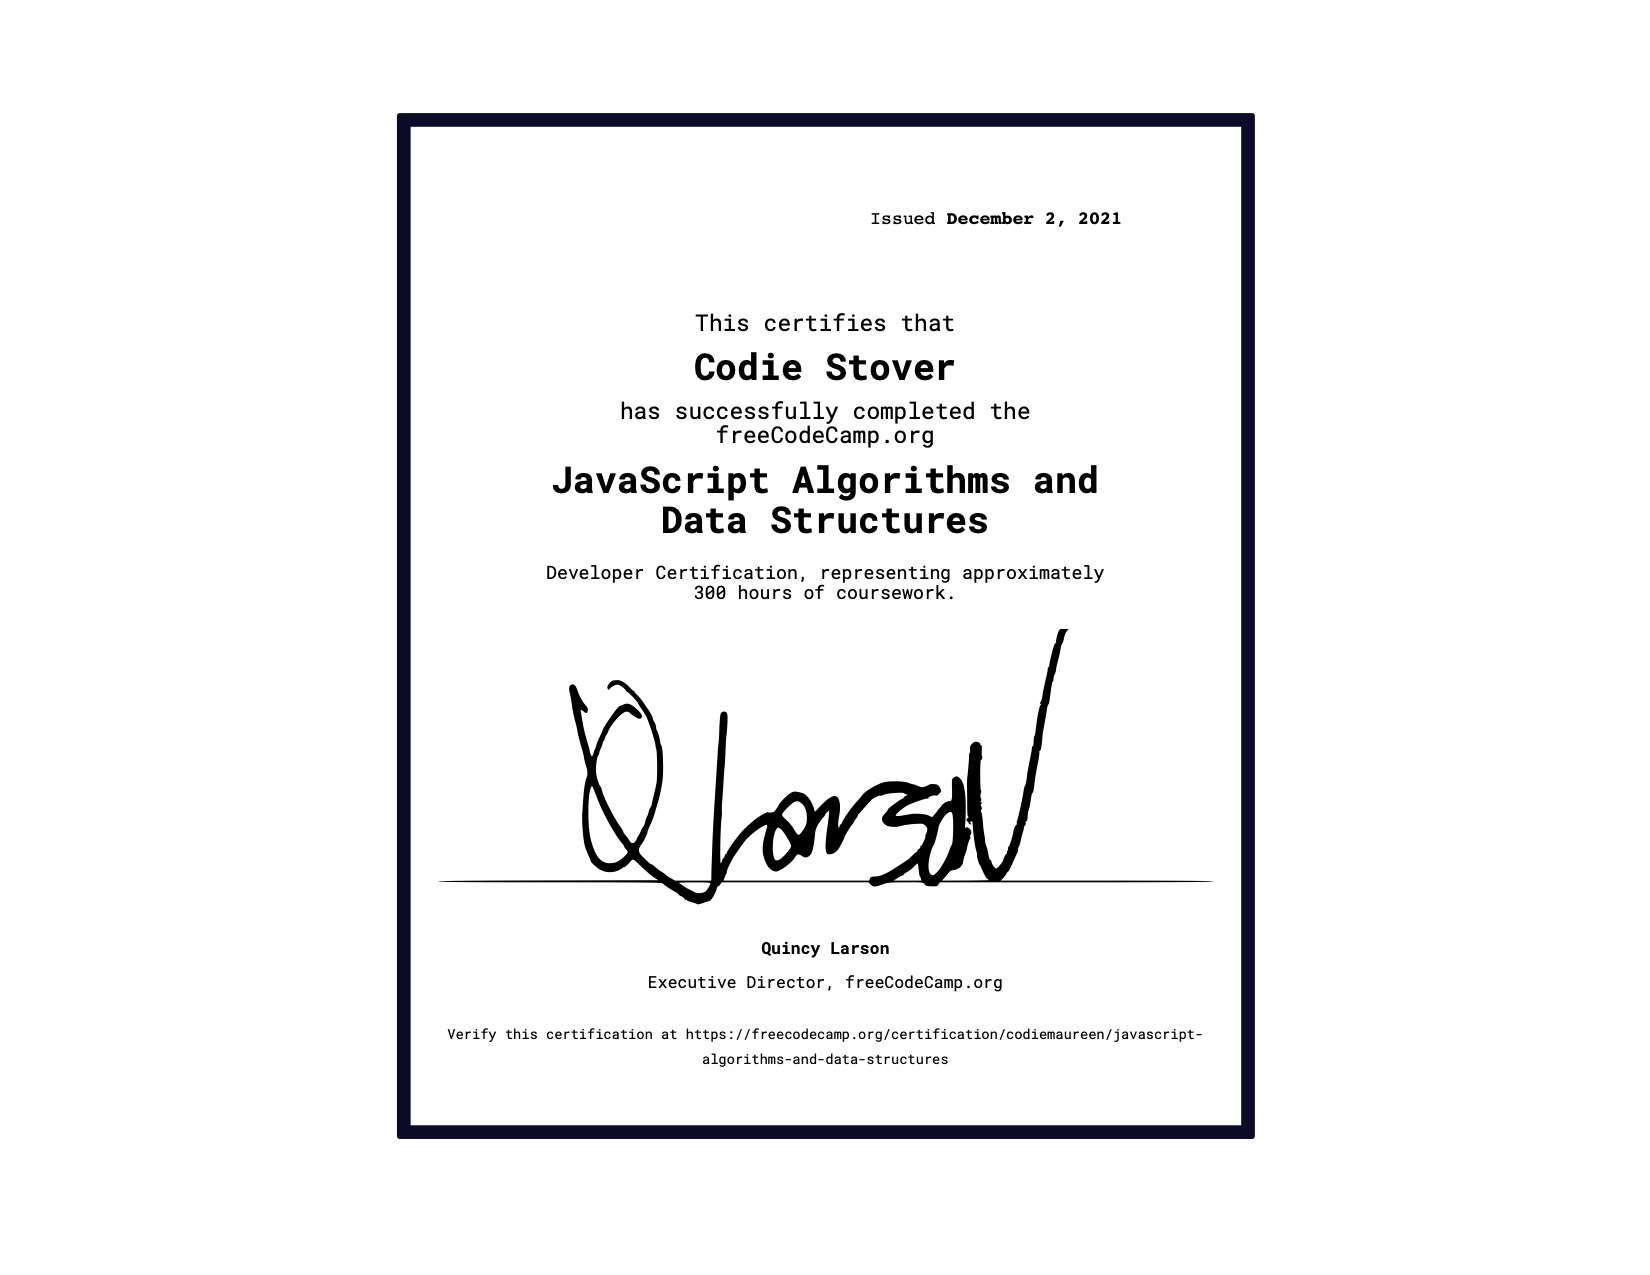 Issued December 2, 2021
This certifies that
Codie Stover
has successfully completed the
freeCodeCamp.org
JavaScript Algorithms and
Data Structures
Developer Certification, representing approximately
300 hours of coursework.
Q Larson
Quincy Larson
Executive Director, freeCodeCamp.org
Verify this certification at https://freecodecamp.org/certification/codiemaureen/javascript-
algorithms-and-data-structures